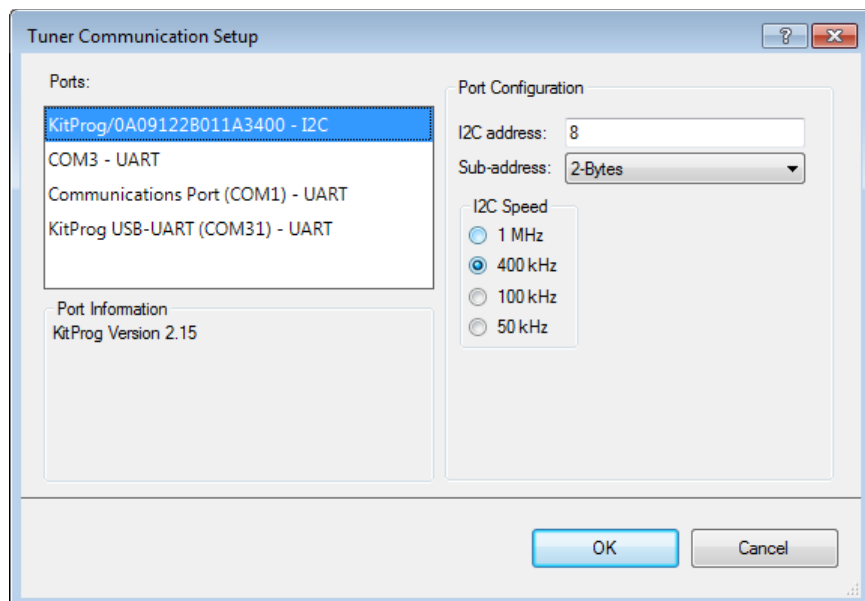 Tuner Communication Setup
Ports:
KitProg/0A09122B011A3400 - I2C
COM3 - UART
Communications Port (COM1) - UART
KitProg USB-UART (COM31) - UART
Port Information
KitProg Version 2.15
Port Configuration
I2C address: 8
Sub-address: 2-Bytes
I2C Speed
1 MHz
400 kHz
100 kHz
50 kHz
OK Cancel